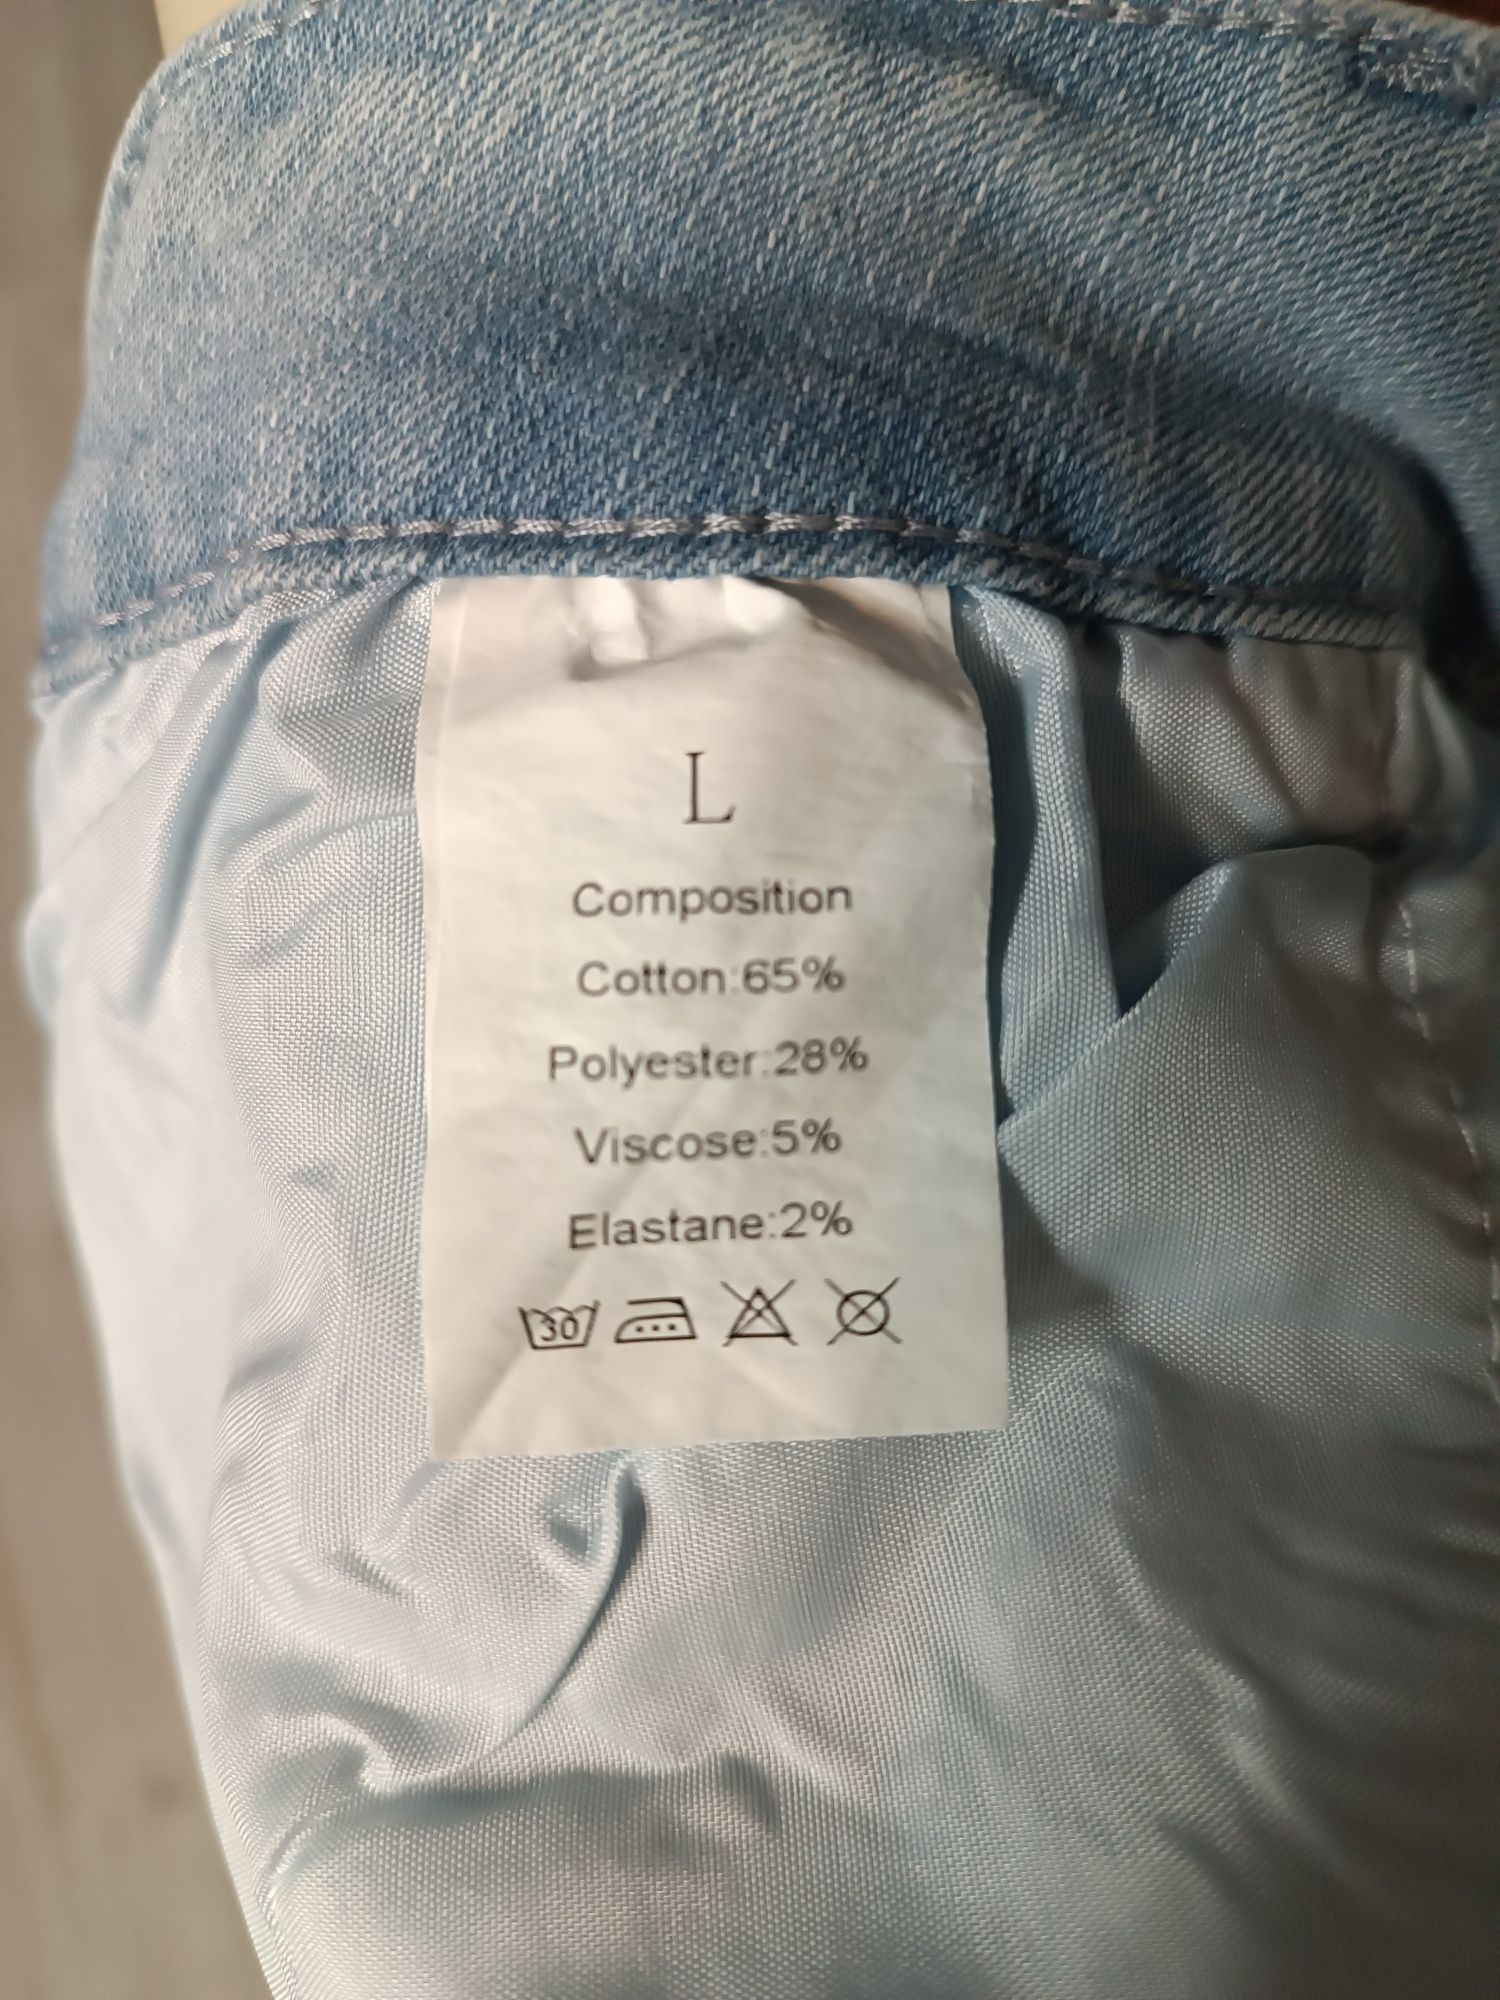 L
Composition
Cotton:65%
Polyester:28%
Viscose:5%
Elastane:2%
30